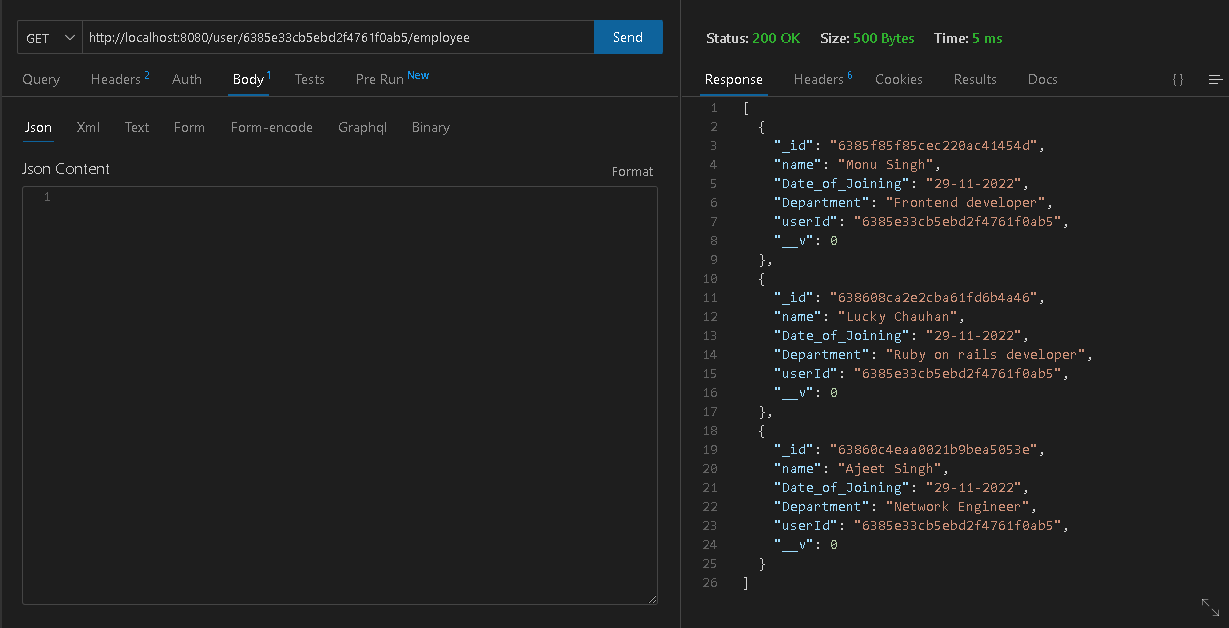 GET http://localhost:8080/user/6385e33cb5ebd2f4761f0ab5/employee Send
Query Headers 2 Auth Body 1 Tests Pre Run New
Json Xml Text Form Form-encode Graphql Binary
Json Content Format
1
Status: 200 OK Size: 500 Bytes Time: 5 ms
Response Headers 6 Cookies Results Docs {}
1 [
2 {
3 "_id": "6385f85f85cec220ac41454d",
4 "name": "Monu Singh",
5 "Date_of_Joining": "29-11-2022",
6 "Department": "Frontend developer",
7 "userId": "6385e33cb5ebd2f4761f0ab5",
8 "__v": 0
9 },
10 {
11 "_id": "638608ca2e2cba61fd6b4a46",
12 "name": "Lucky Chauhan",
13 "Date_of_Joining": "29-11-2022",
14 "Department": "Ruby on rails developer",
15 "userId": "6385e33cb5ebd2f4761f0ab5",
16 "__v": 0
17 },
18 {
19 "_id": "63860c4eaa0021b9bea5053e",
20 "name": "Ajeet Singh",
21 "Date_of_Joining": "29-11-2022",
22 "Department": "Network Engineer",
23 "userId": "6385e33cb5ebd2f4761f0ab5",
24 "__v": 0
25 }
26 ]